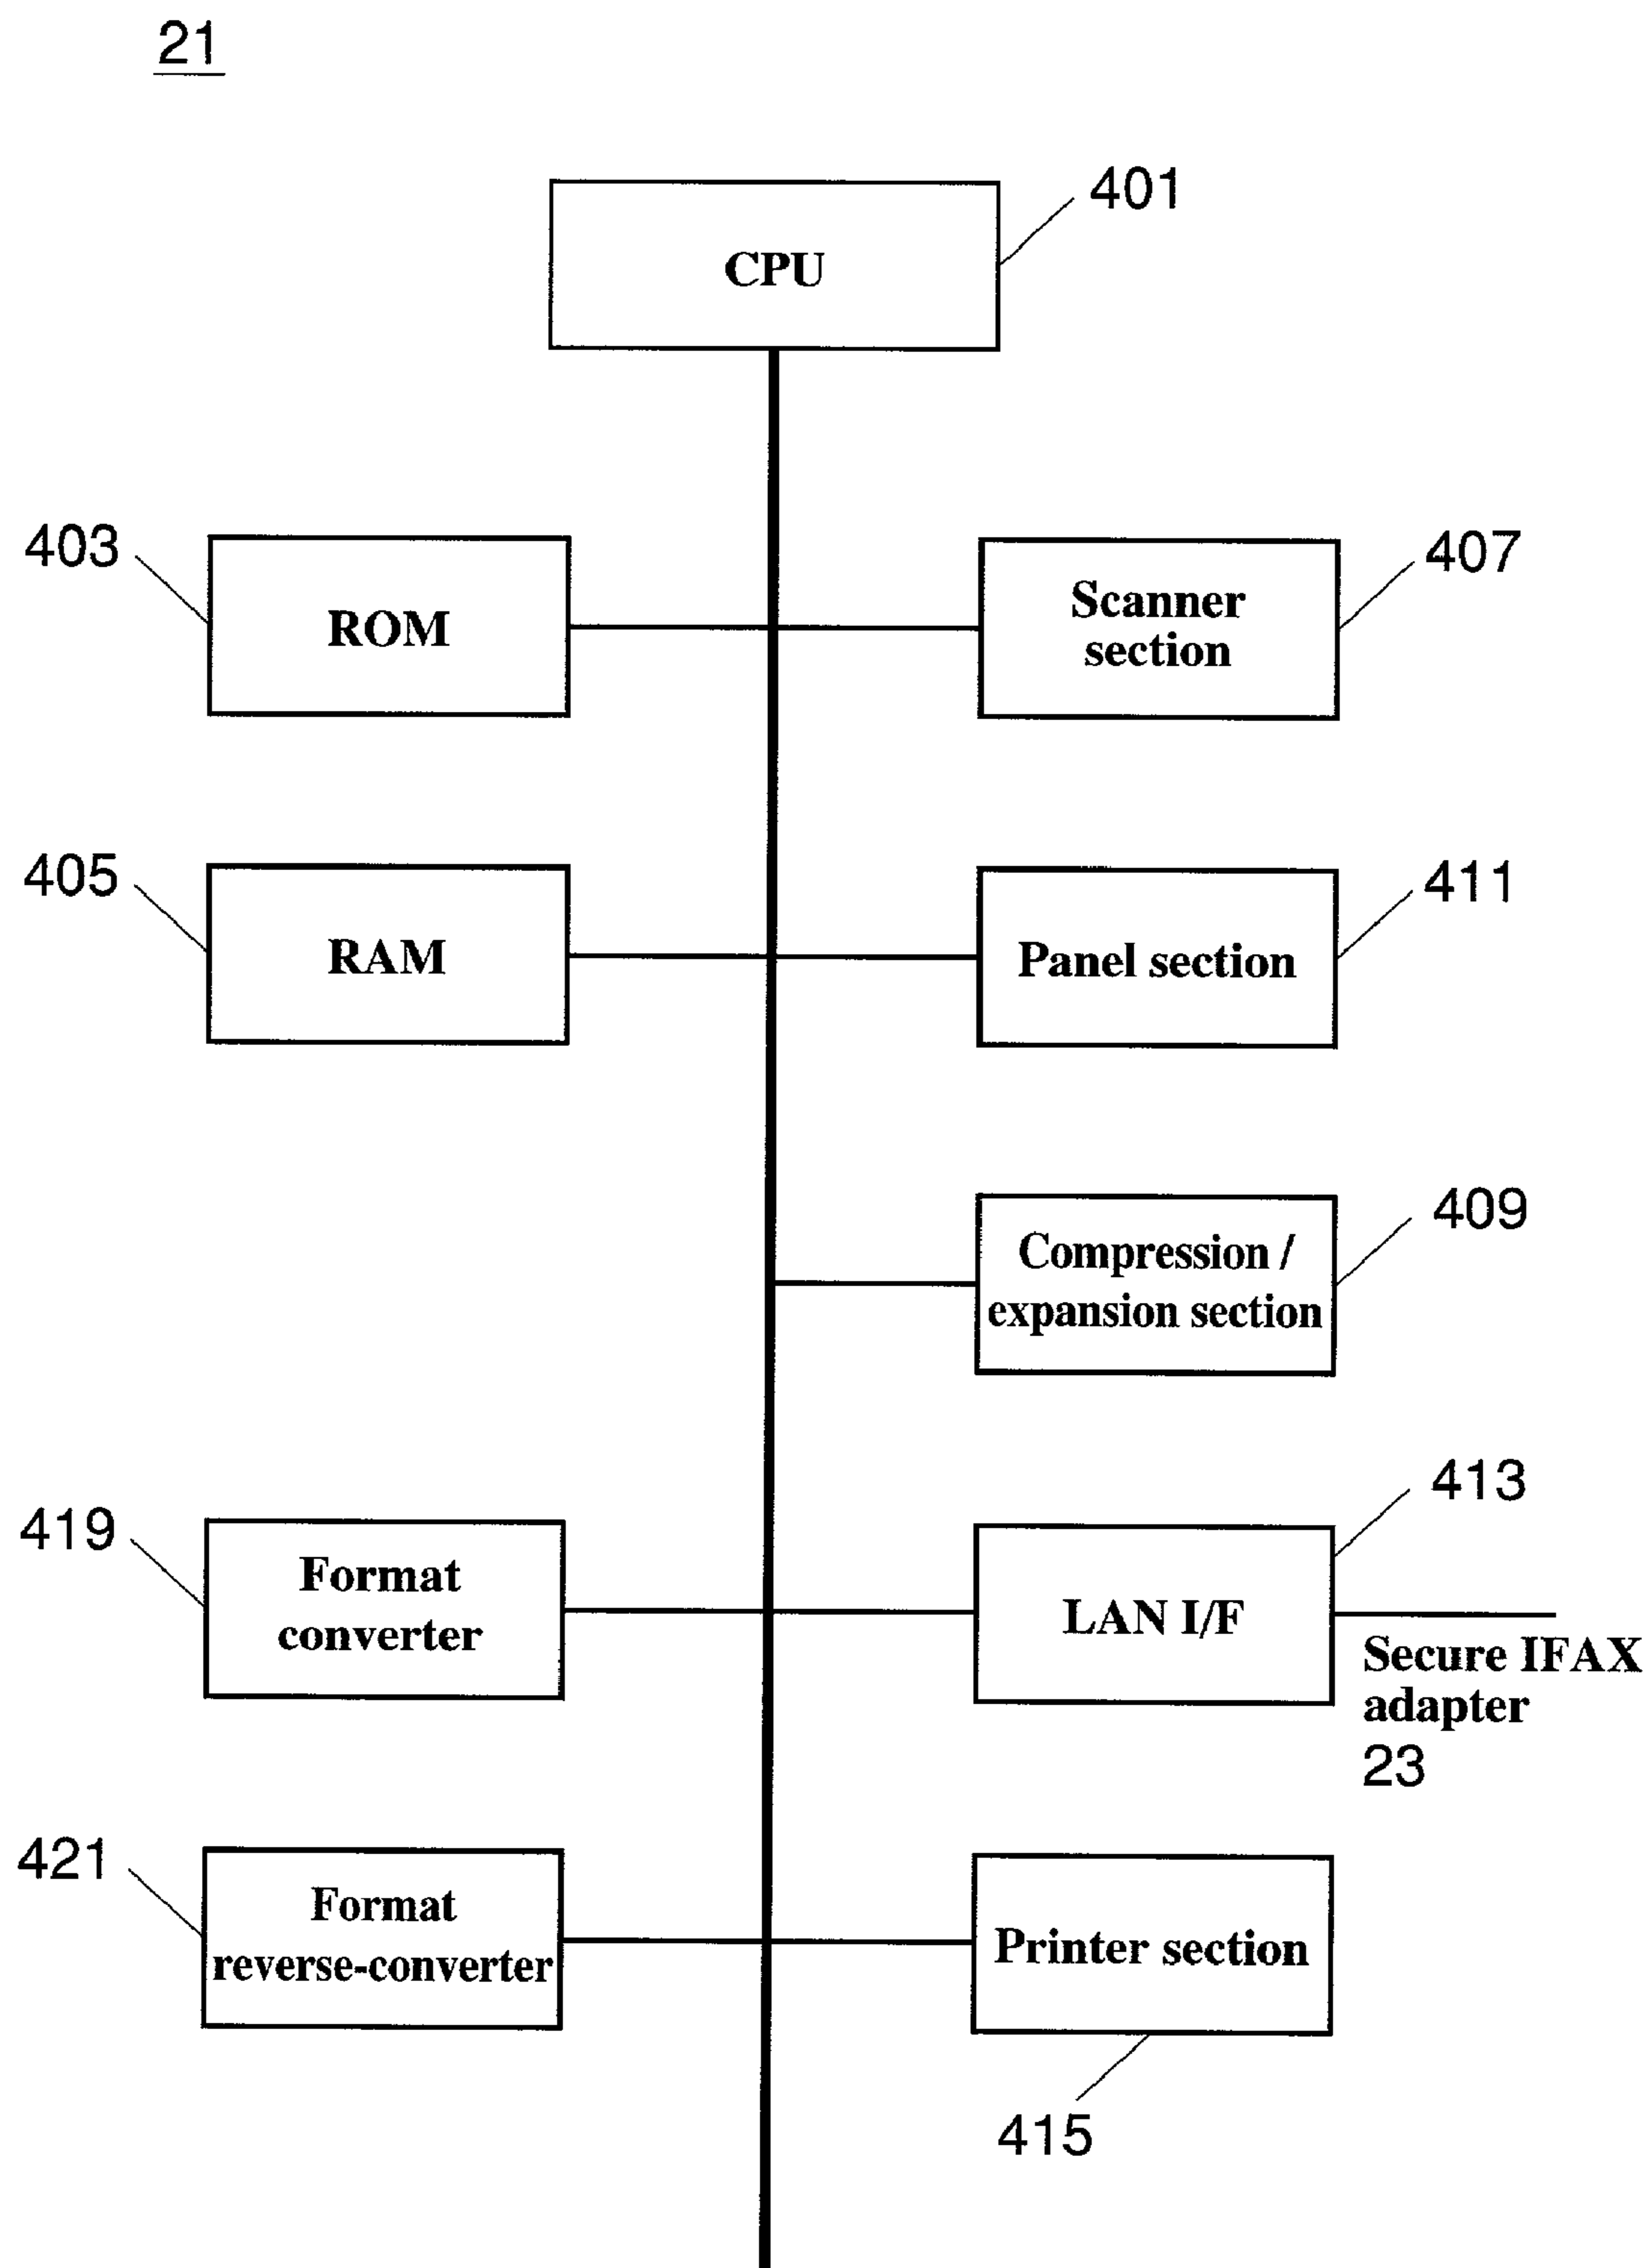 21
401
CPU
403
ROM
407
Scanner
section
405
RAM
411
Panel section
409
Compression /
expansion section
419
Format
converter
413
LAN I/F
Secure IFAX
adapter
23
421
Format
reverse-converter
Printer section
415